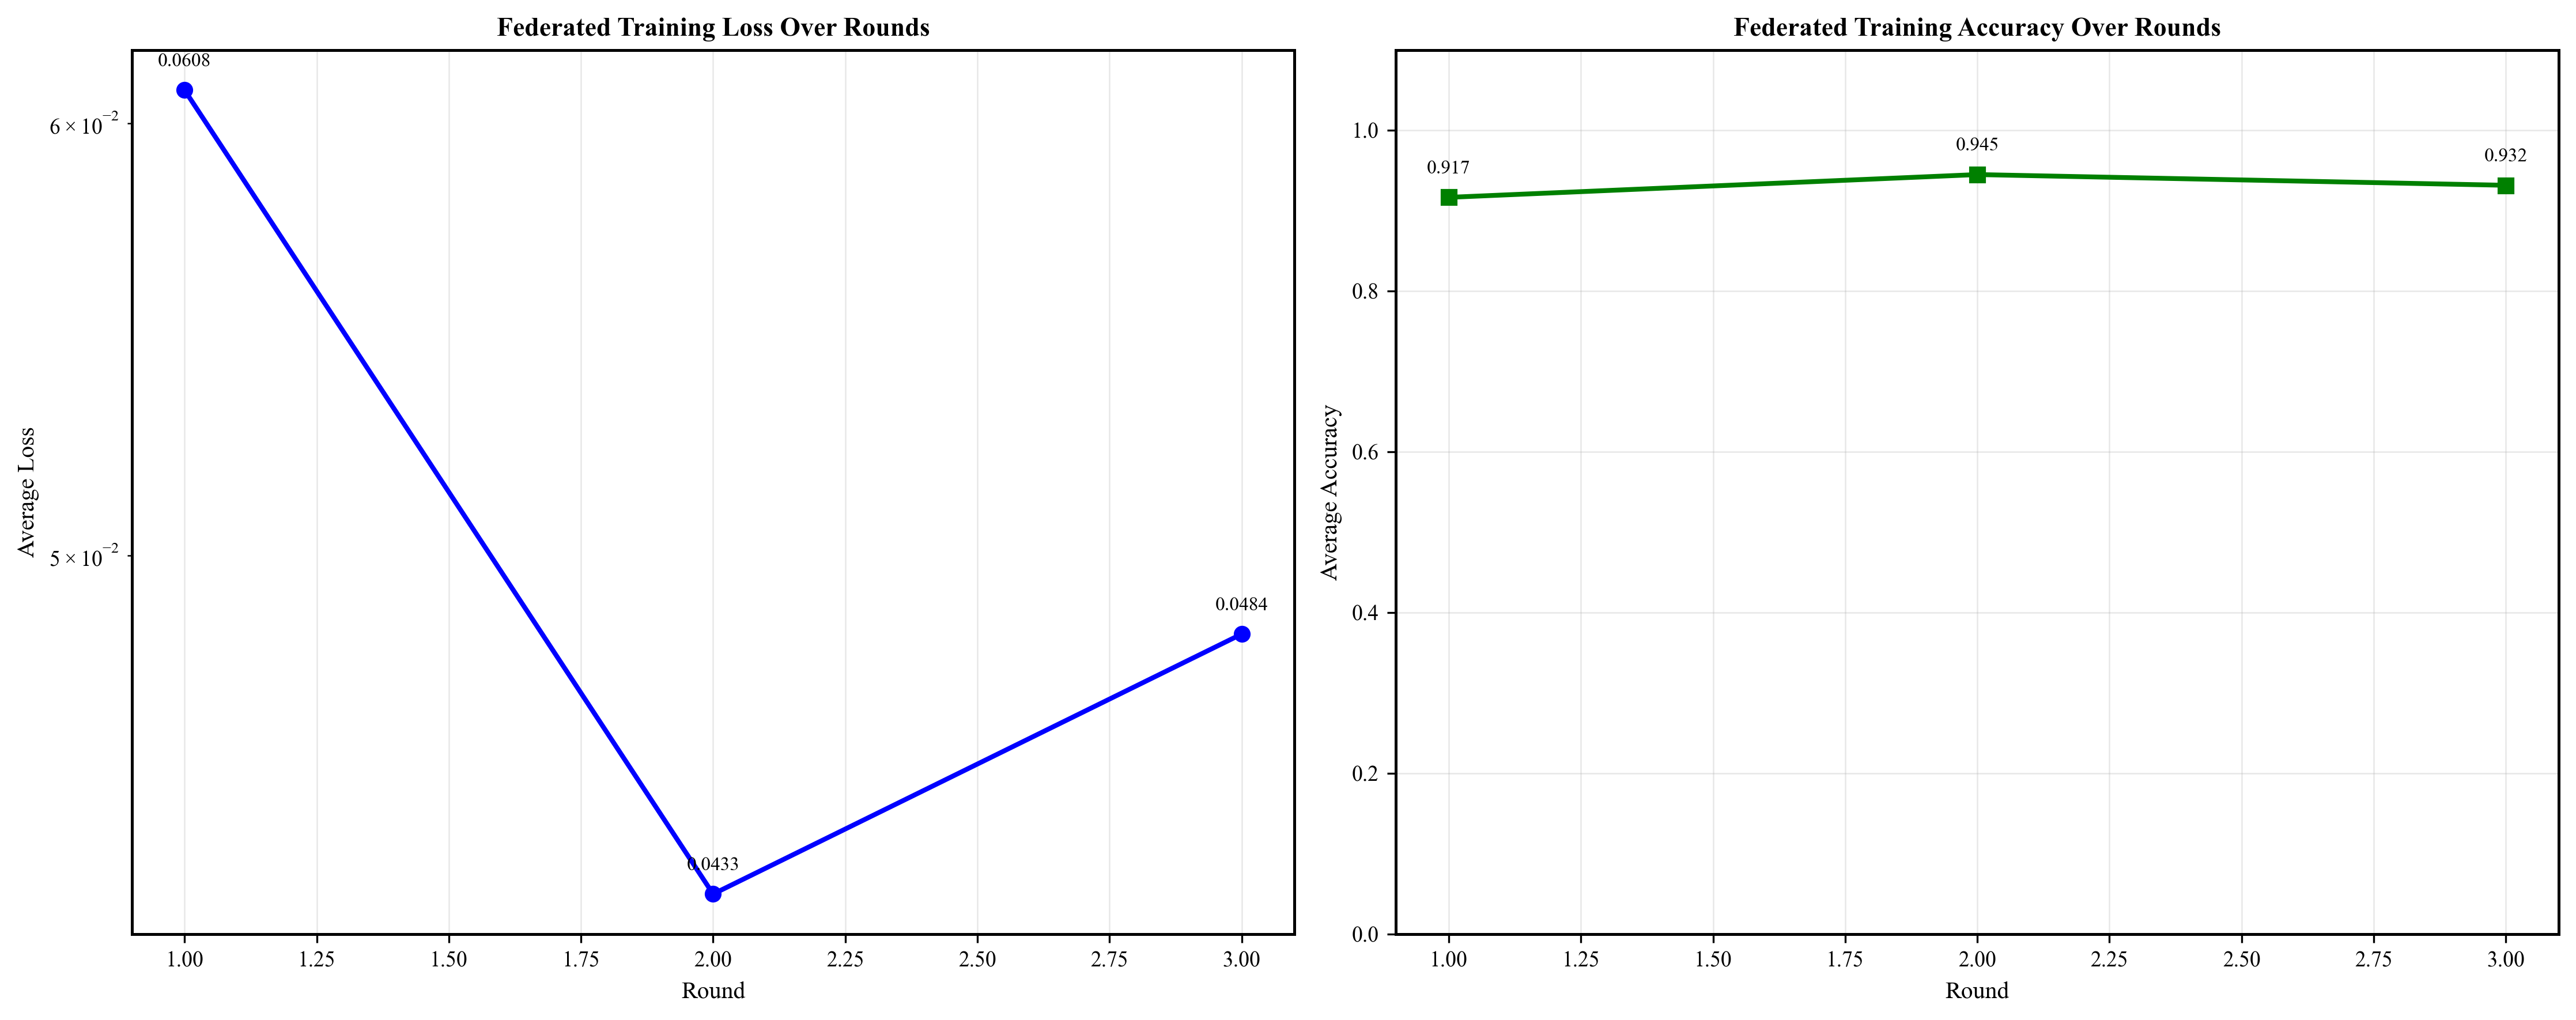 Federated Training Loss Over Rounds
0.0608
6 × 10⁻²
5 × 10⁻²
0.0484
0.0433
Average Loss
1.00 1.25 1.50 1.75 2.00 2.25 2.50 2.75 3.00
Round
Federated Training Accuracy Over Rounds
1.0
0.945
0.932
0.917
0.8
0.6
0.4
0.2
0.0
Average Accuracy
1.00 1.25 1.50 1.75 2.00 2.25 2.50 2.75 3.00
Round